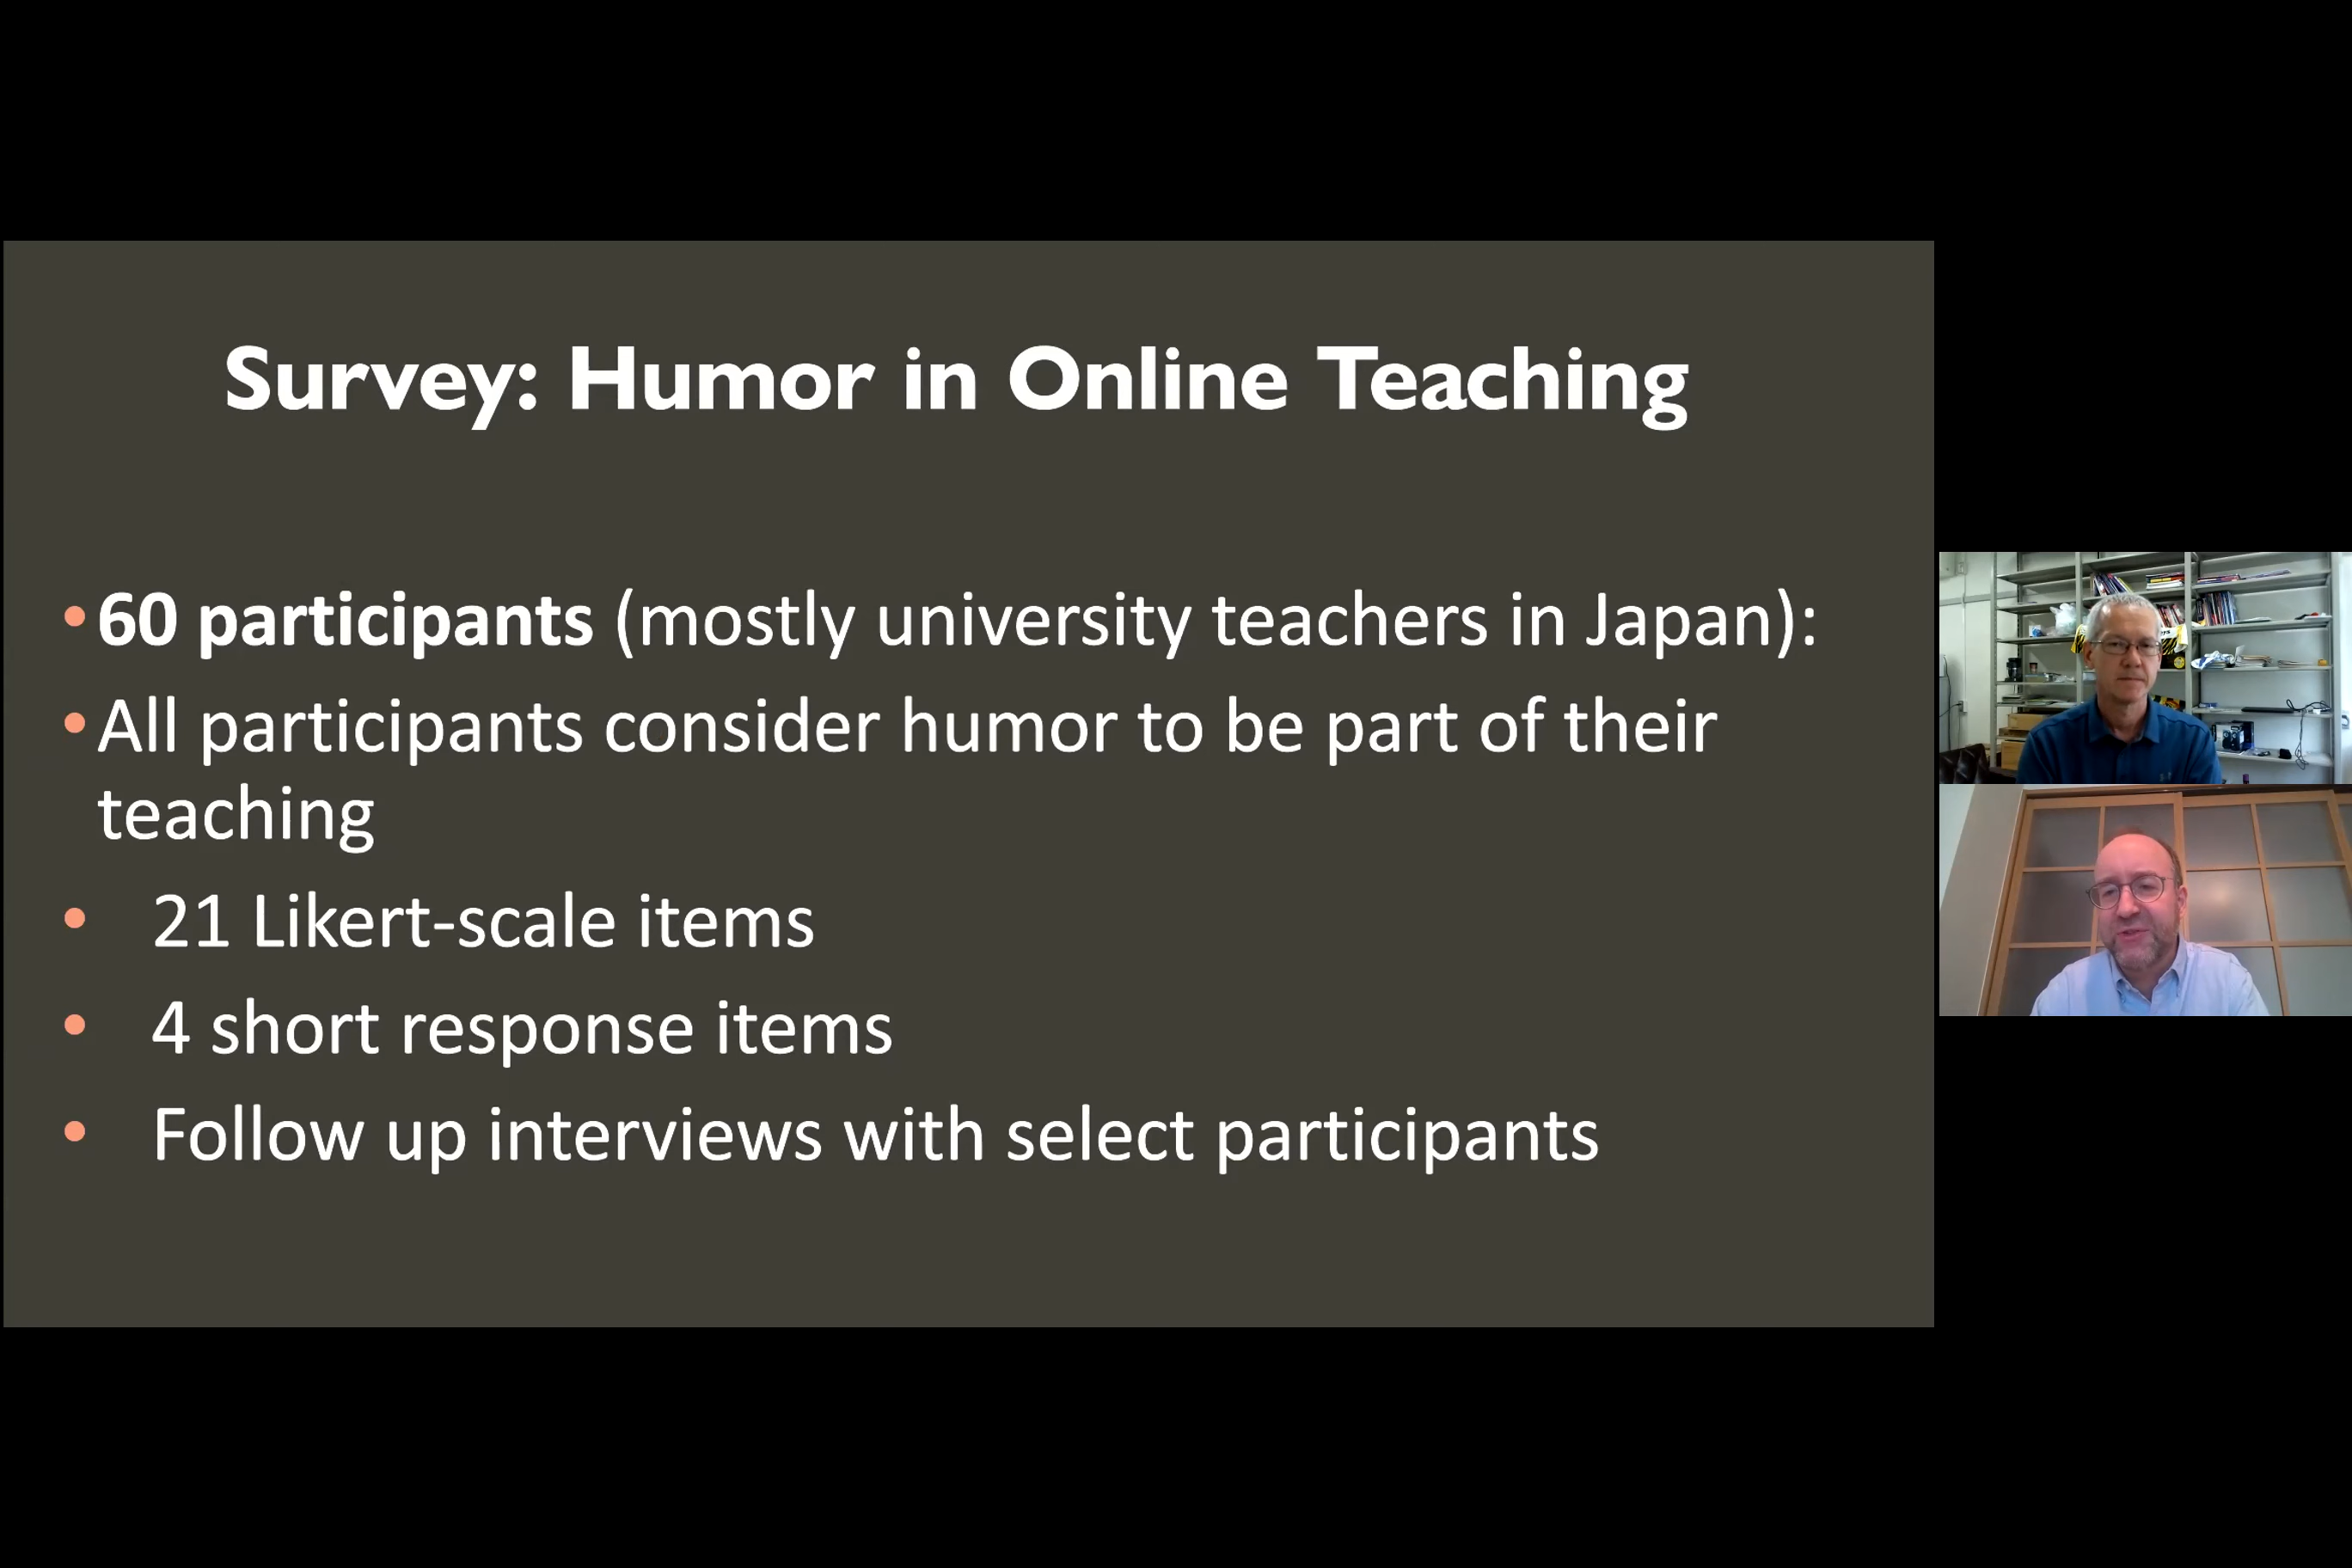 Survey: Humor in Online Teaching
•60 participants (mostly university teachers in Japan):
•All participants consider humor to be part of their
teaching
• 21 Likert-scale items
• 4 short response items
• Follow up interviews with select participants